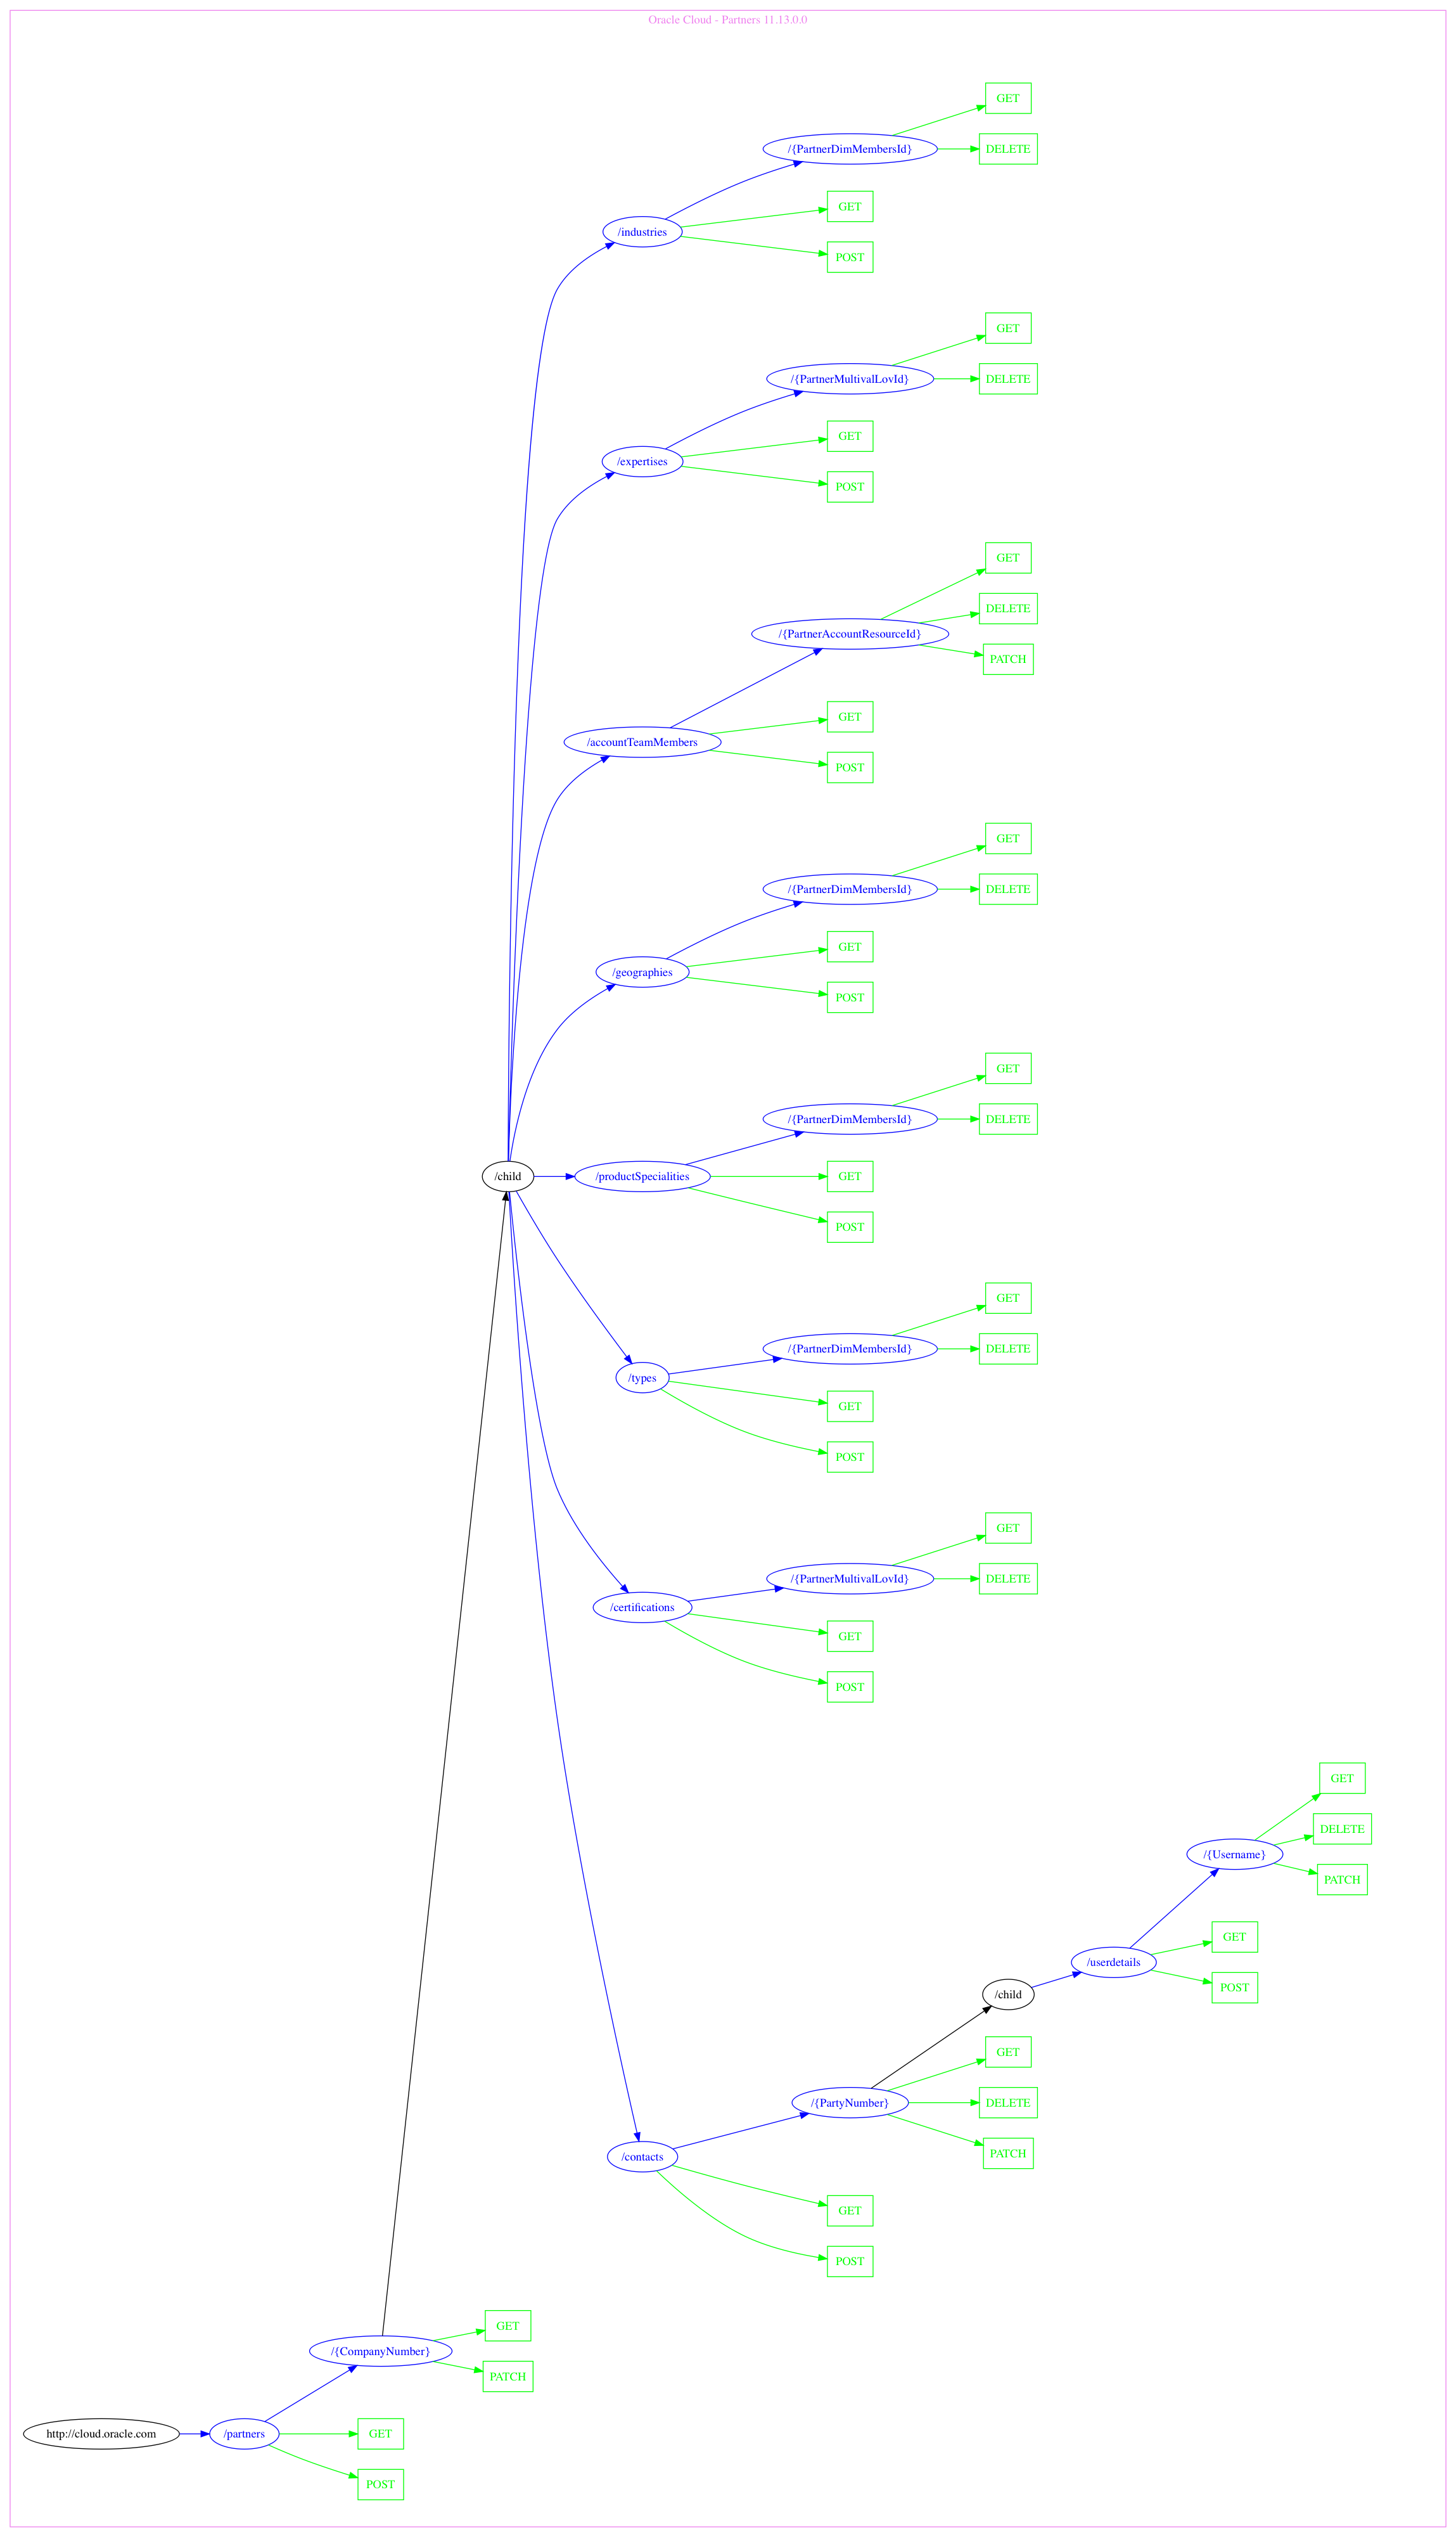 Oracle Cloud - Partners 11.13.0.0
GET
/{PartnerDimMembersId}
DELETE
GET
/industries
POST
GET
/{PartnerMultivalLovId}
DELETE
GET
/expertises
POST
GET
DELETE
/{PartnerAccountResourceId}
PATCH
GET
/accountTeamMembers
POST
GET
/{PartnerDimMembersId}
DELETE
GET
/geographies
POST
GET
/{PartnerDimMembersId}
DELETE
/child
/productSpecialities
GET
POST
GET
/{PartnerDimMembersId}
DELETE
/types
GET
POST
GET
/{PartnerMultivalLovId}
DELETE
/certifications
GET
POST
GET
DELETE
/{Username}
PATCH
GET
/userdetails
POST
/child
GET
/{PartyNumber}
DELETE
PATCH
/contacts
GET
POST
GET
/{CompanyNumber}
PATCH
http://cloud.oracle.com
/partners
GET
POST